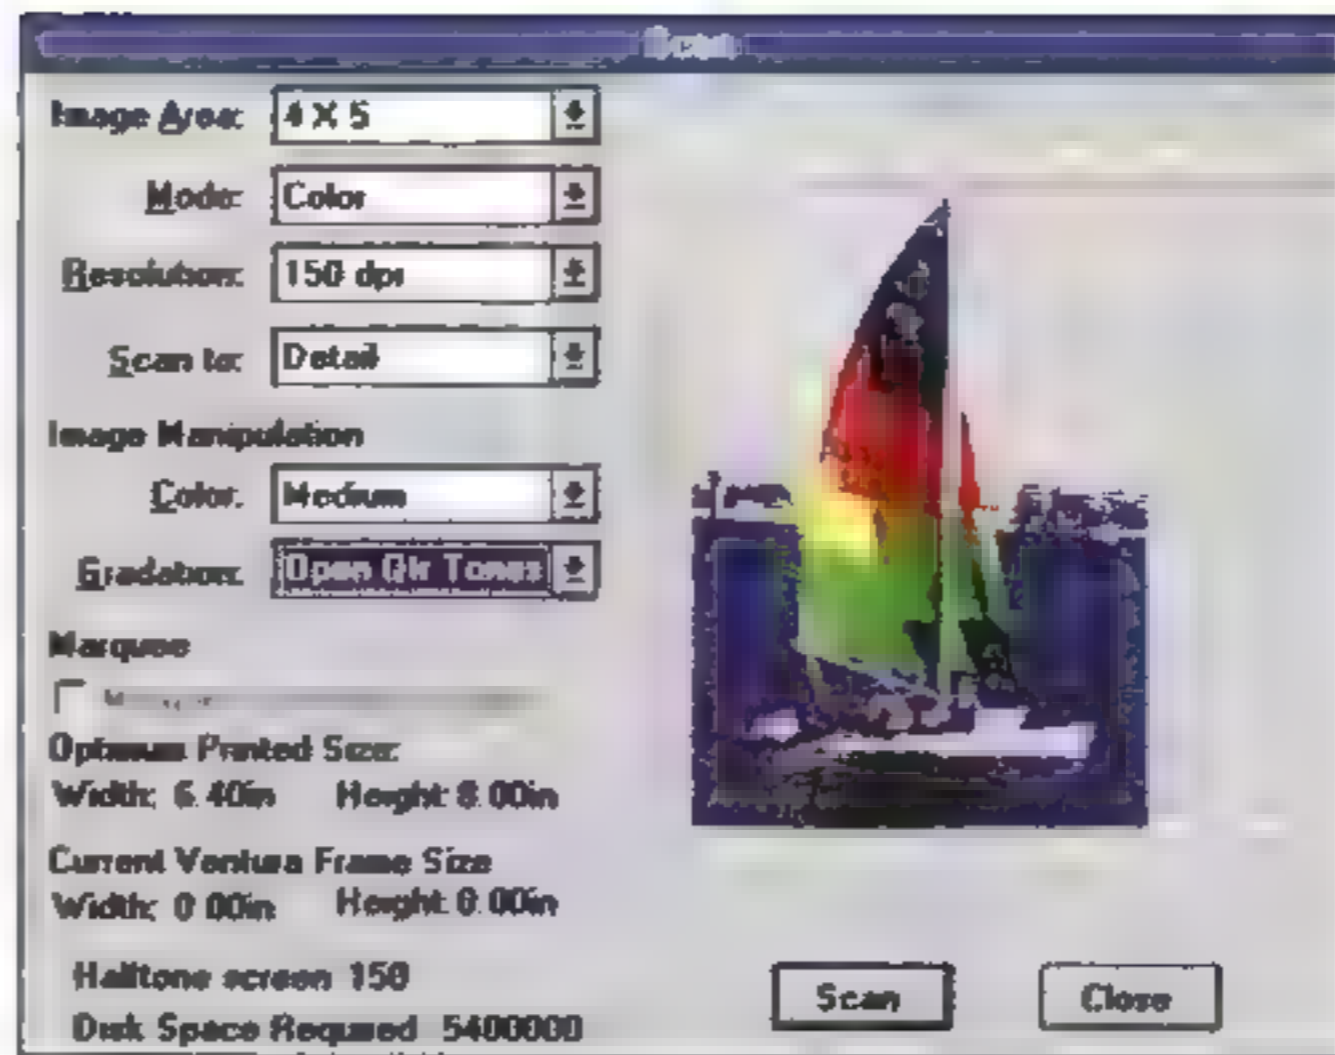 Scan
Image Area: 4 X 5
Mode: Color
Resolution: 150 dpi
Scan to: Detail
Image Manipulation
Color: Medium
Gradation: Open Qtr Tones
Marquee
Optimum Printed Size:
Width: 6.40in Height: 8.00in
Current Ventura Frame Size
Width: 0.00in Height: 0.00in
Halftone screen 150
Disk Space Required 5400000
Scan Close